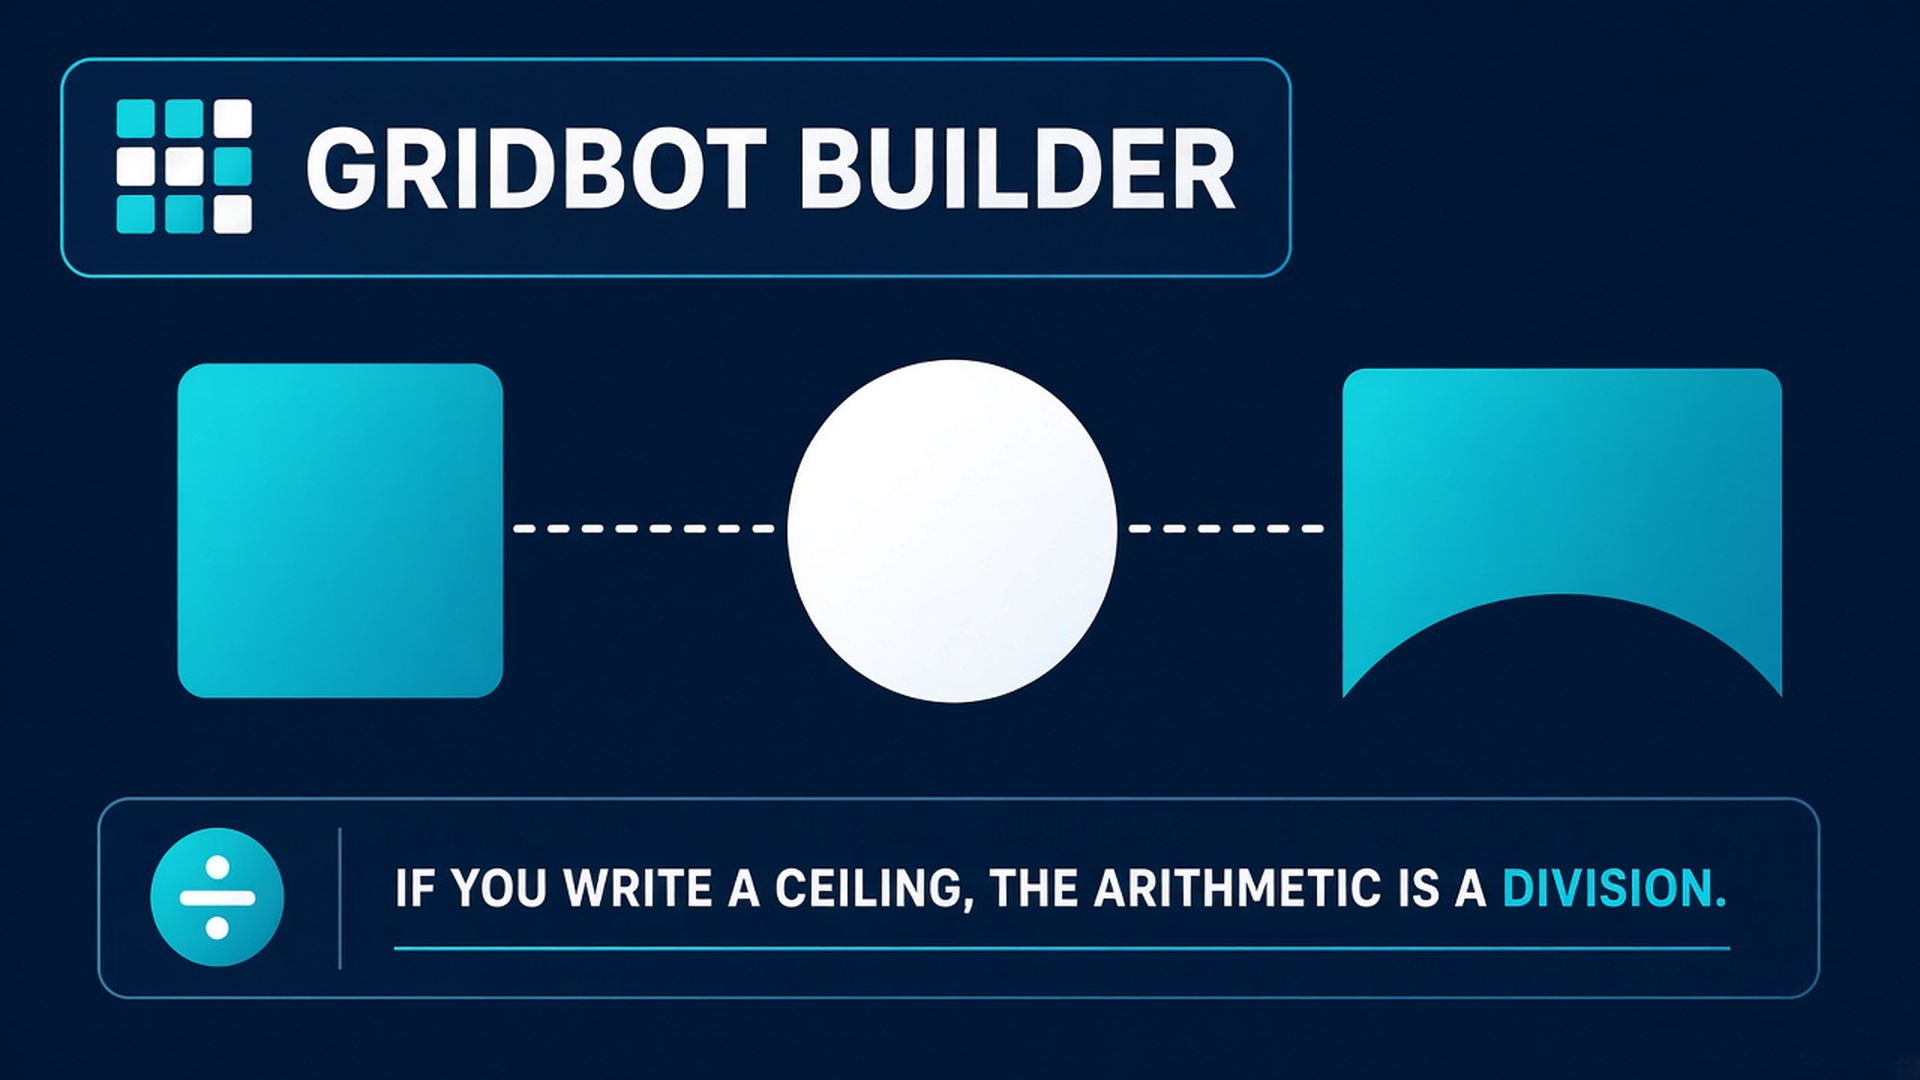 GRIDBOT BUILDER
IF YOU WRITE A CEILING, THE ARITHMETIC IS A DIVISION.